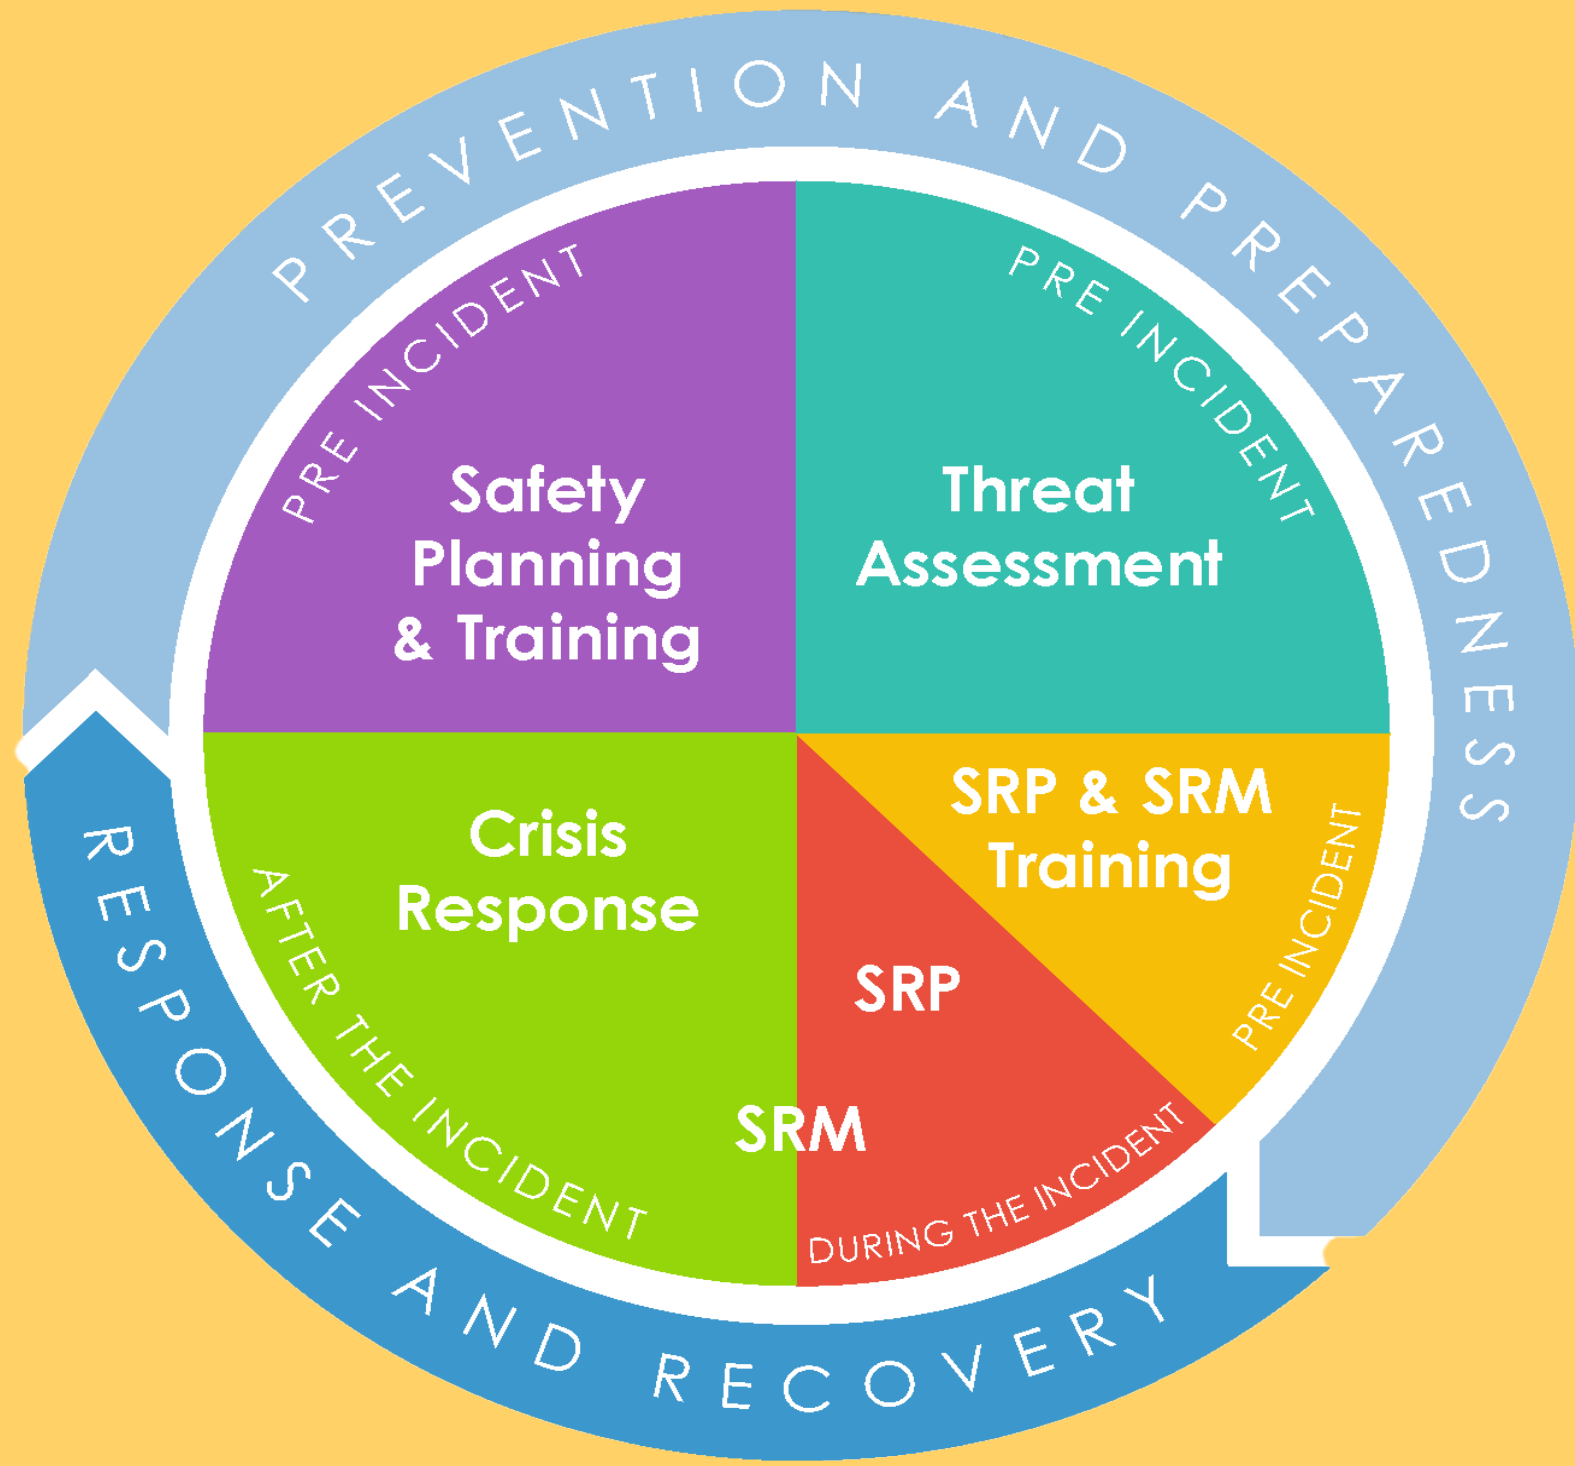 PREVENTION AND PREPAREDNESS
PRE INCIDENT
Safety
Planning
& Training
PRE INCIDENT
Threat
Assessment
SRP & SRM
Training
PRE INCIDENT
SRP
SRM
DURING THE INCIDENT
Crisis
Response
AFTER THE INCIDENT
RESPONSE AND RECOVERY